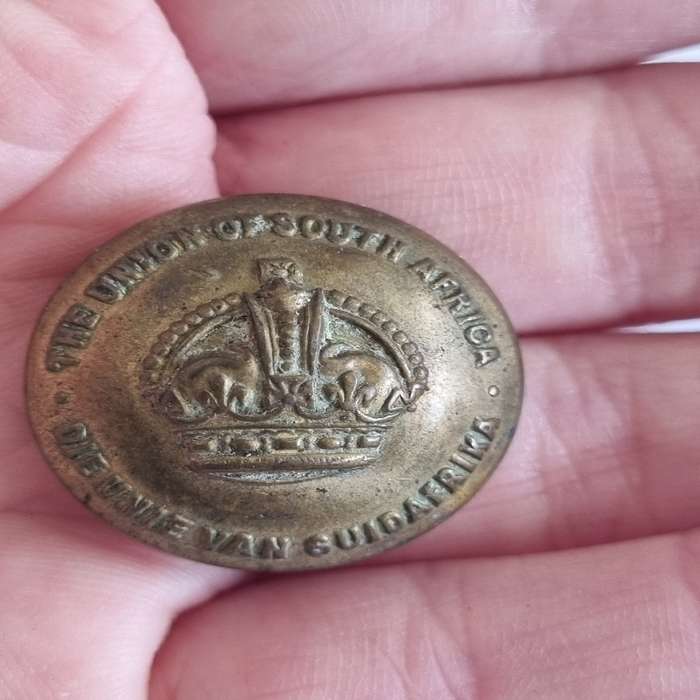 THE UNION OF SOUTH AFRICA
DIE UNIE VAN SUIDAFRIKA